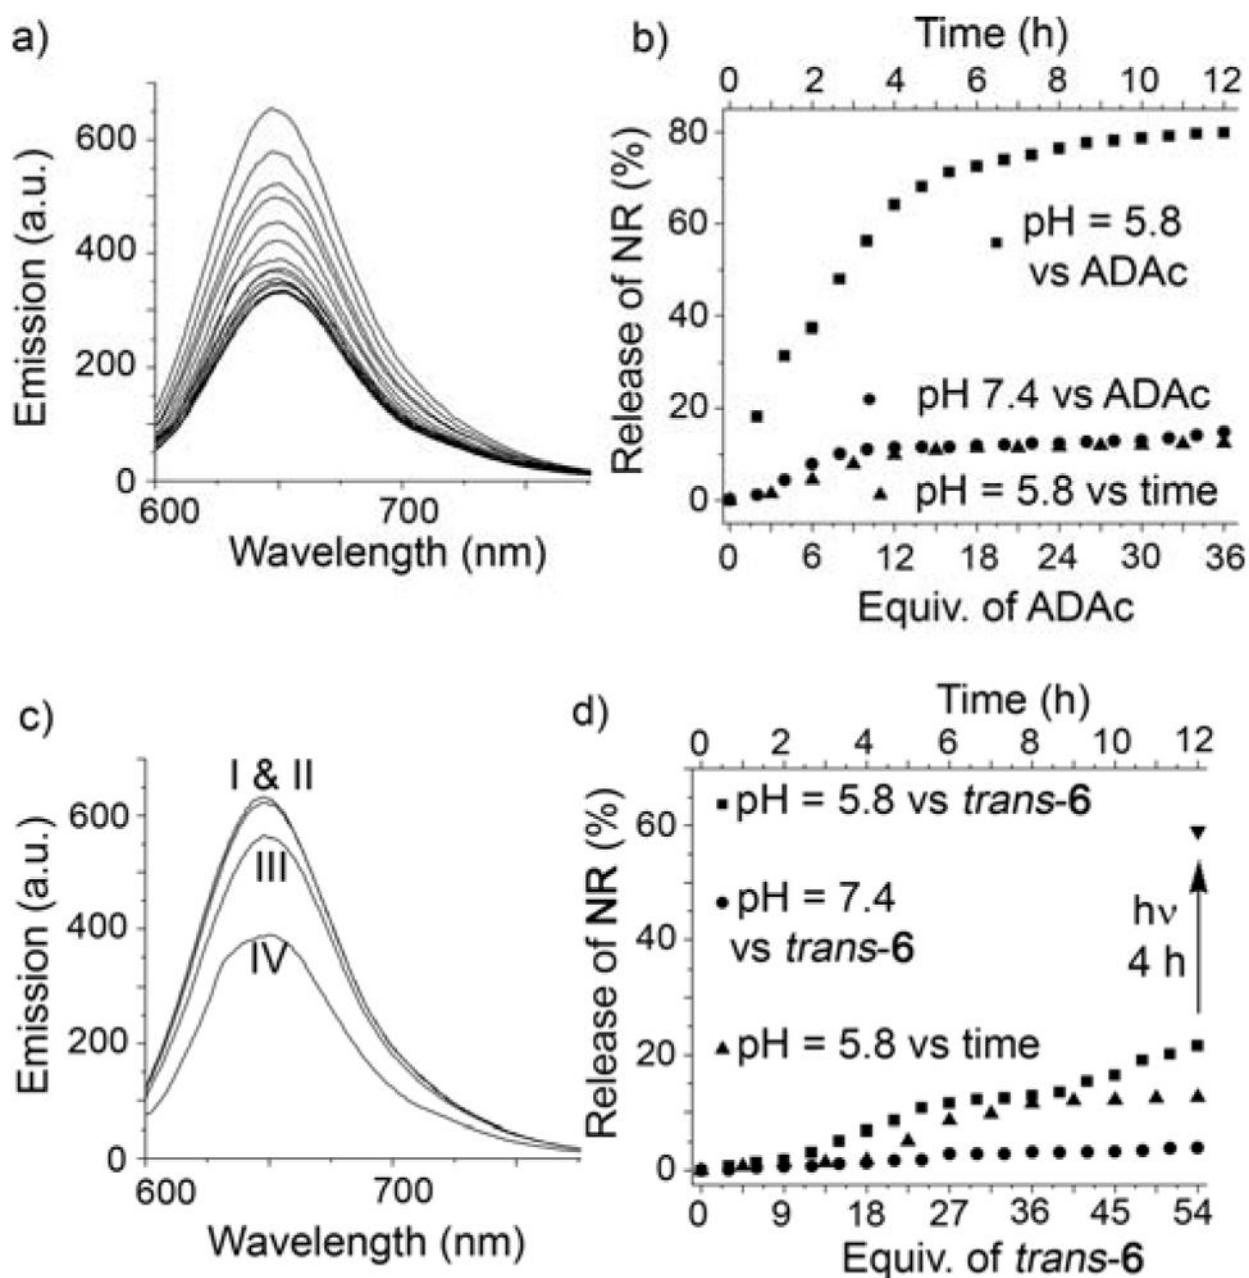 a)
Emission (a.u.)
600
400
200
0
600
700
Wavelength (nm)
b)
Time (h)
0 2 4 6 8 10 12
Release of NR (%)
80
60
40
20
0
pH = 5.8
vs ADAc
pH 7.4 vs ADAc
pH = 5.8 vs time
0 6 12 18 24 30 36
Equiv. of ADAc
c)
Emission (a.u.)
600
400
200
0
I & II
III
IV
600
700
Wavelength (nm)
d)
Time (h)
0 2 4 6 8 10 12
Release of NR (%)
60
40
20
0
pH = 5.8 vs trans-6
pH = 7.4
vs trans-6
hν
4 h
pH = 5.8 vs time
0 9 18 27 36 45 54
Equiv. of trans-6